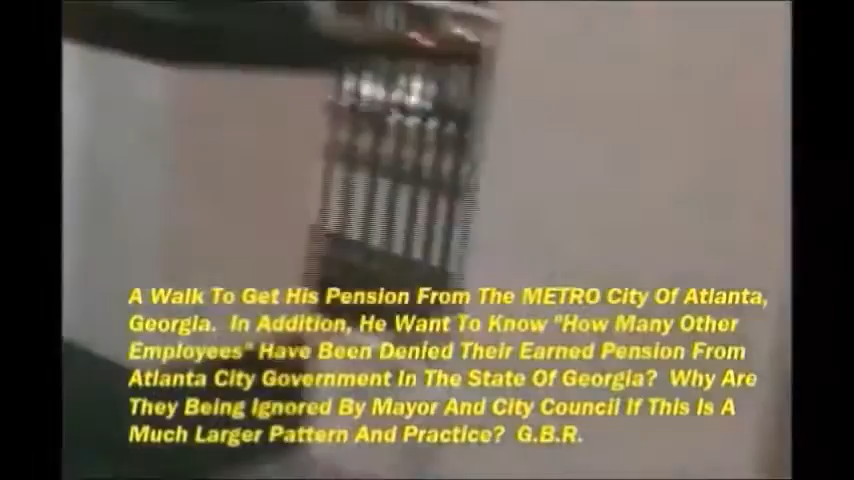 A Walk To Get His Pension From The METRO City Of Atlanta,
Georgia.  In Addition, He Want To Know "How Many Other
Employees" Have Been Denied Their Earned Pension From
Atlanta City Government In The State Of Georgia?  Why Are
They Being Ignored By Mayor And City Council If This Is A
Much Larger Pattern And Practice?  G.B.R.